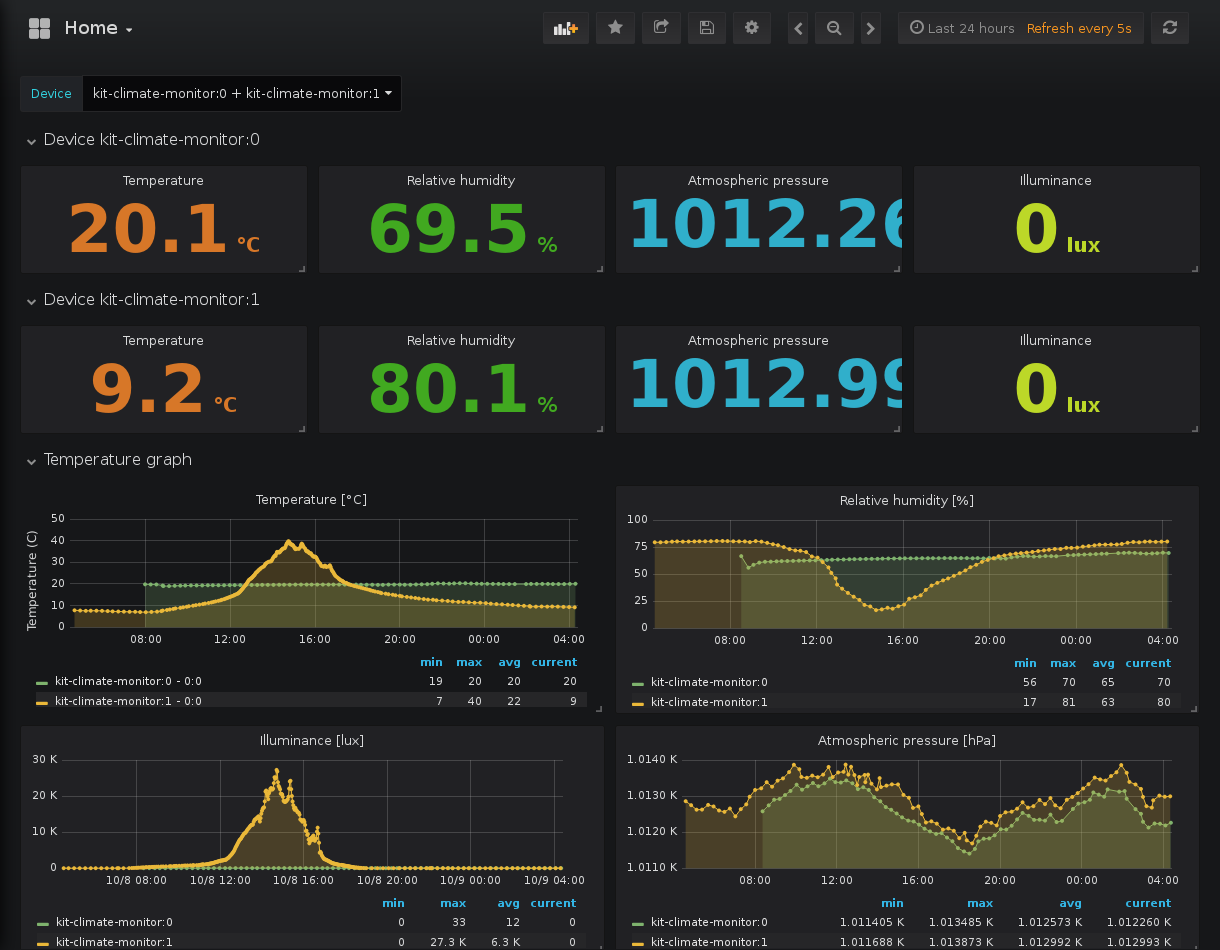 Home
Last 24 hours Refresh every 5s
Device kit-climate-monitor:0 + kit-climate-monitor:1
Device kit-climate-monitor:0
Temperature Relative humidity Atmospheric pressure Illuminance
20.1 °C 69.5 % 1012.26 0 lux
Device kit-climate-monitor:1
Temperature Relative humidity Atmospheric pressure Illuminance
9.2 °C 80.1 % 1012.99 0 lux
Temperature graph
Temperature [°C]
Temperature (C)
50
40
30
20
10
0
08:00 12:00 16:00 20:00 00:00 04:00
min max avg current
kit-climate-monitor:0 - 0:0 19 20 20 20
kit-climate-monitor:1 - 0:0 7 40 22 9
Relative humidity [%]
100
75
50
25
0
08:00 12:00 16:00 20:00 00:00 04:00
min max avg current
kit-climate-monitor:0 56 70 65 70
kit-climate-monitor:1 17 81 63 80
Illuminance [lux]
30 K
20 K
10 K
0
10/8 08:00 10/8 12:00 10/8 16:00 10/8 20:00 10/9 00:00 10/9 04:00
min max avg current
kit-climate-monitor:0 0 33 12 0
kit-climate-monitor:1 0 27.3 K 6.3 K 0
Atmospheric pressure [hPa]
1.0140 K
1.0130 K
1.0120 K
1.0110 K
08:00 12:00 16:00 20:00 00:00 04:00
min max avg current
kit-climate-monitor:0 1.011405 K 1.013485 K 1.012573 K 1.012260 K
kit-climate-monitor:1 1.011688 K 1.013873 K 1.012992 K 1.012993 K